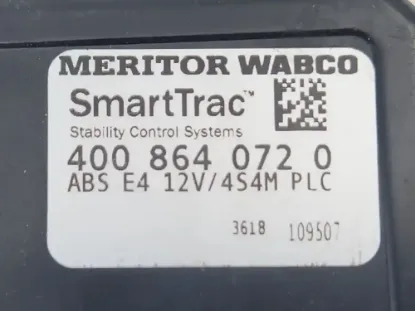 MERITOR WABCO
SmartTrac™
Stability Control Systems
400 864 072 0
ABS E4 12V/4S4M PLC
3618 109507